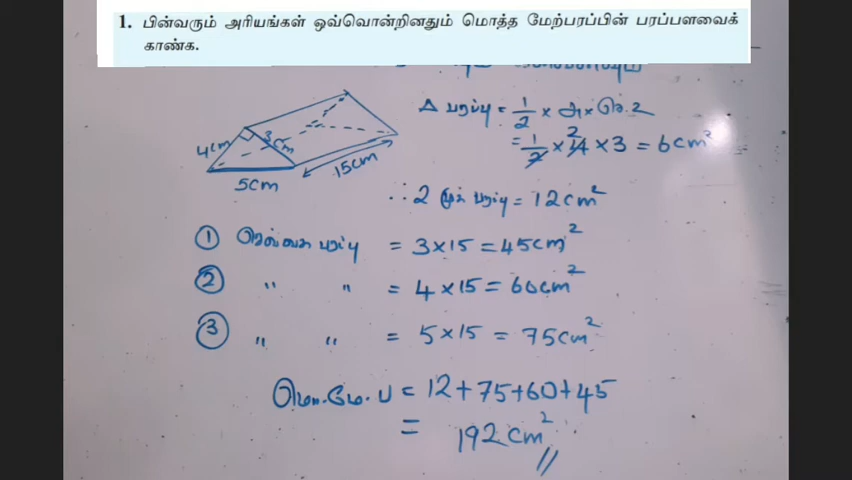 1. பின்வரும் அரியங்கள் ஒவ்வொன்றினதும் மொத்த மேற்பரப்பின் பரப்பளவைக்
காண்க.
Δ பரப்பு = 1/2 × அ × செ.உ
= 1/2 × 4 2 × 3 = 6cm²
4cm
3cm
5cm
15cm
∴ 2 முக் பரப்பு = 12cm²
① செவ்வக பரப்பு = 3×15 = 45cm²
② " " = 4×15 = 60cm²
③ " " = 5×15 = 75cm²
மொ.மே.ப = 12+75+60+45
= 192cm²